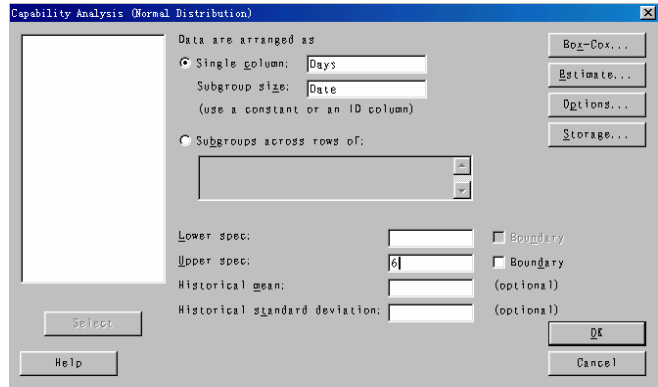 Capability Analysis (Normal Distribution)
Data are arranged as
Single column: Days
Subgroup size: Date
(use a constant or an ID column)
Subgroups across rows of:
Box-Cox...
Estimate...
Options...
Storage...
Lower spec: Boundary
Upper spec: 6 Boundary
Historical mean: (optional)
Historical standard deviation: (optional)
Select
Help
OK
Cancel